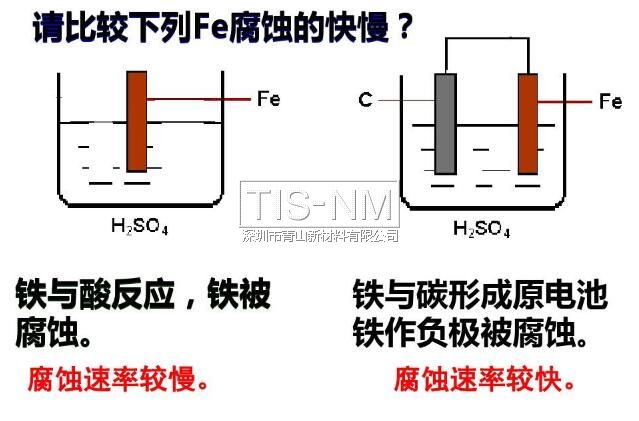 请比较下列Fe腐蚀的快慢？
Fe
C
Fe
TIS-NM
深圳市青山新材料有限公司
H₂SO₄
H₂SO₄
铁与酸反应，铁被
腐蚀。
腐蚀速率较慢。
铁与碳形成原电池
铁作负极被腐蚀。
腐蚀速率较快。